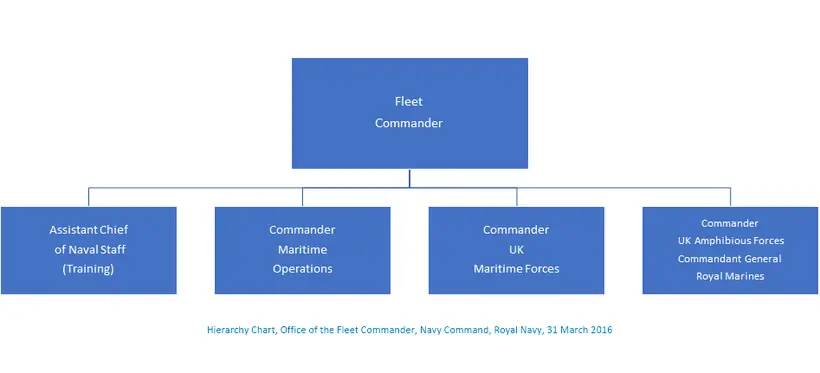 Fleet
Commander
Assistant Chief
of Naval Staff
(Training)
Commander
Maritime
Operations
Commander
UK
Maritime Forces
Commander
UK Amphibious Forces
Commandant General
Royal Marines
Hierarchy Chart, Office of the Fleet Commander, Navy Command, Royal Navy, 31 March 2016